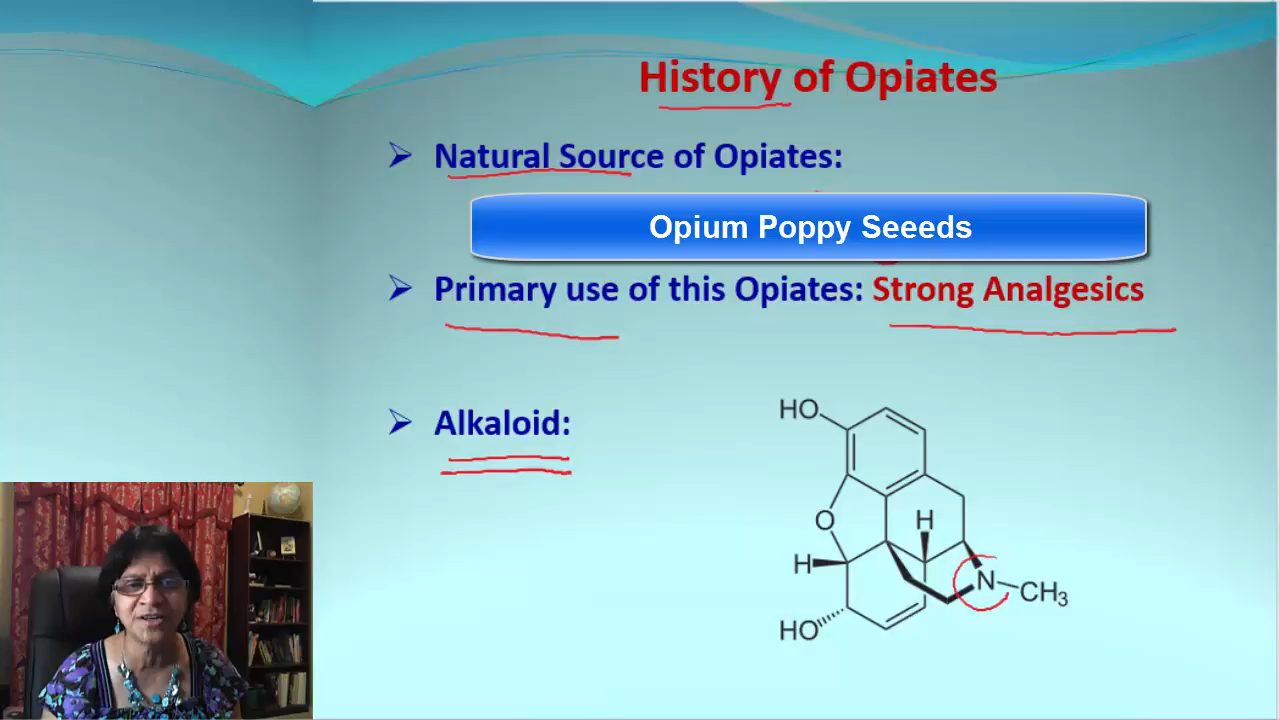 History of Opiates
Natural Source of Opiates:
Opium Poppy Seeeds
Primary use of this Opiates: Strong Analgesics
Alkaloid:
HO
O
H
H
N
CH3
HO